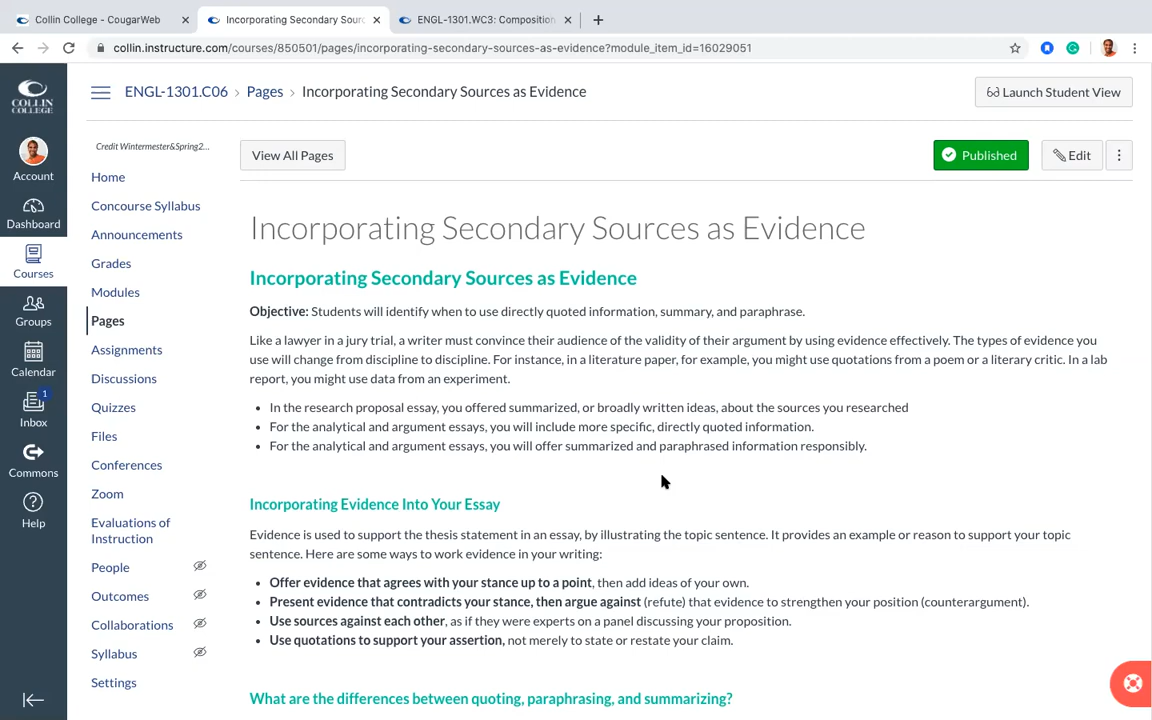 Collin College - CougarWeb
Incorporating Secondary Sour
ENGL-1301.WC3: Composition
collin.instructure.com/courses/850501/pages/incorporating-secondary-sources-as-evidence?module_item_id=16029051
COLLIN
COLLEGE
Account
Dashboard
Courses
Groups
Calendar
1
Inbox
Commons
Help
ENGL-1301.C06 › Pages › Incorporating Secondary Sources as Evidence
Launch Student View
Credit Wintermester&Spring2...
Home
Concourse Syllabus
Announcements
Grades
Modules
Pages
Assignments
Discussions
Quizzes
Files
Conferences
Zoom
Evaluations of
Instruction
People
Outcomes
Collaborations
Syllabus
Settings
View All Pages
Published
Edit
Incorporating Secondary Sources as Evidence
Incorporating Secondary Sources as Evidence
Objective: Students will identify when to use directly quoted information, summary, and paraphrase.
Like a lawyer in a jury trial, a writer must convince their audience of the validity of their argument by using evidence effectively. The types of evidence you
use will change from discipline to discipline. For instance, in a literature paper, for example, you might use quotations from a poem or a literary critic. In a lab
report, you might use data from an experiment.
• In the research proposal essay, you offered summarized, or broadly written ideas, about the sources you researched
• For the analytical and argument essays, you will include more specific, directly quoted information.
• For the analytical and argument essays, you will offer summarized and paraphrased information responsibly.
Incorporating Evidence Into Your Essay
Evidence is used to support the thesis statement in an essay, by illustrating the topic sentence. It provides an example or reason to support your topic
sentence. Here are some ways to work evidence in your writing:
• Offer evidence that agrees with your stance up to a point, then add ideas of your own.
• Present evidence that contradicts your stance, then argue against (refute) that evidence to strengthen your position (counterargument).
• Use sources against each other, as if they were experts on a panel discussing your proposition.
• Use quotations to support your assertion, not merely to state or restate your claim.
What are the differences between quoting, paraphrasing, and summarizing?